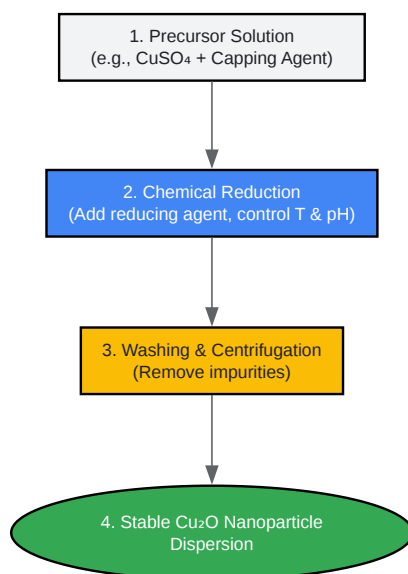 1. Precursor Solution
(e.g., CuSO₄ + Capping Agent)
2. Chemical Reduction
(Add reducing agent, control T & pH)
3. Washing & Centrifugation
(Remove impurities)
4. Stable Cu₂O Nanoparticle
Dispersion